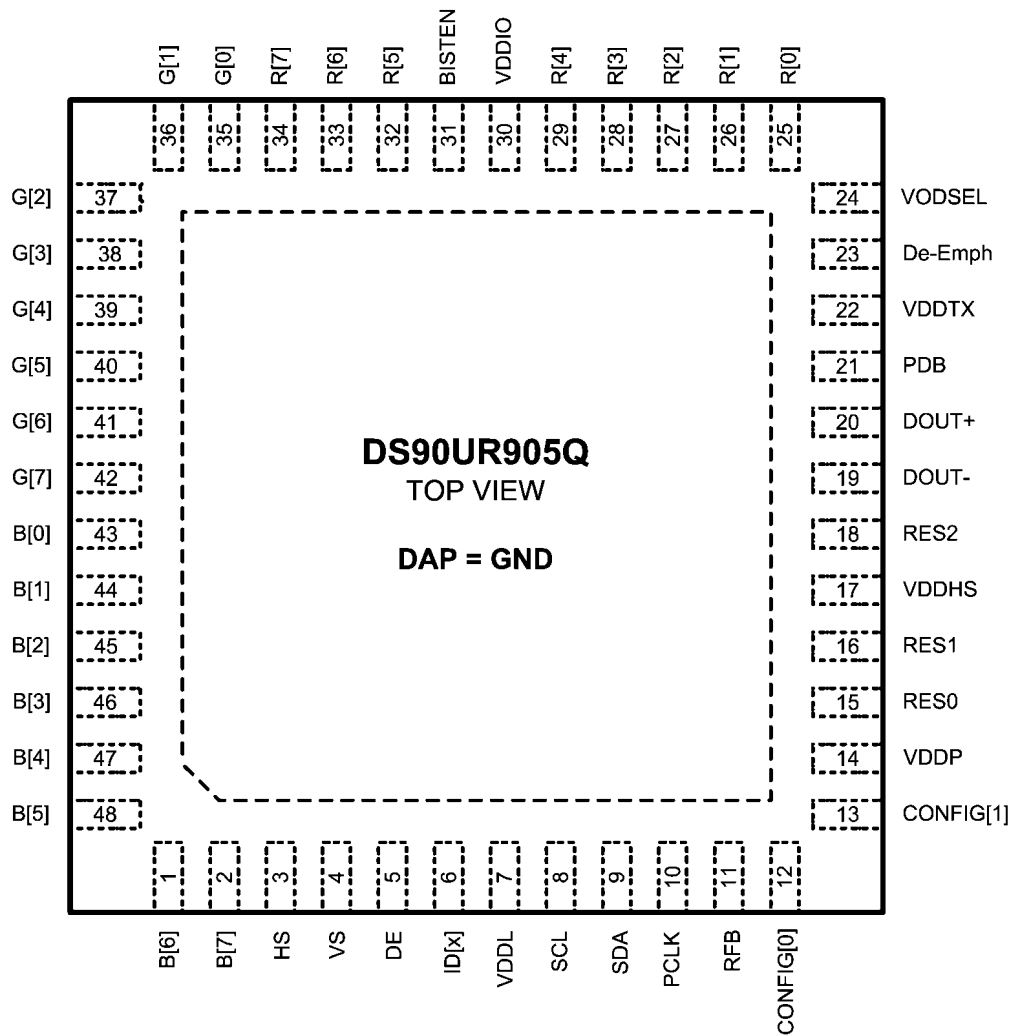 G[1] G[0] R[7] R[6] R[5] BISTEN VDDIO R[4] R[3] R[2] R[1] R[0]
36 35 34 33 32 31 30 29 28 27 26 25
G[2] 37 24 VODSEL
G[3] 38 23 De-Emph
G[4] 39 22 VDDTX
G[5] 40 21 PDB
G[6] 41 20 DOUT+
DS90UR905Q
G[7] 42 19 DOUT-
TOP VIEW
B[0] 43 18 RES2
DAP = GND
B[1] 44 17 VDDHS
B[2] 45 16 RES1
B[3] 46 15 RES0
B[4] 47 14 VDDP
B[5] 48 13 CONFIG[1]
1 2 3 4 5 6 7 8 9 10 11 12
B[6] B[7] HS VS DE ID[x] VDDL SCL SDA PCLK RFB CONFIG[0]